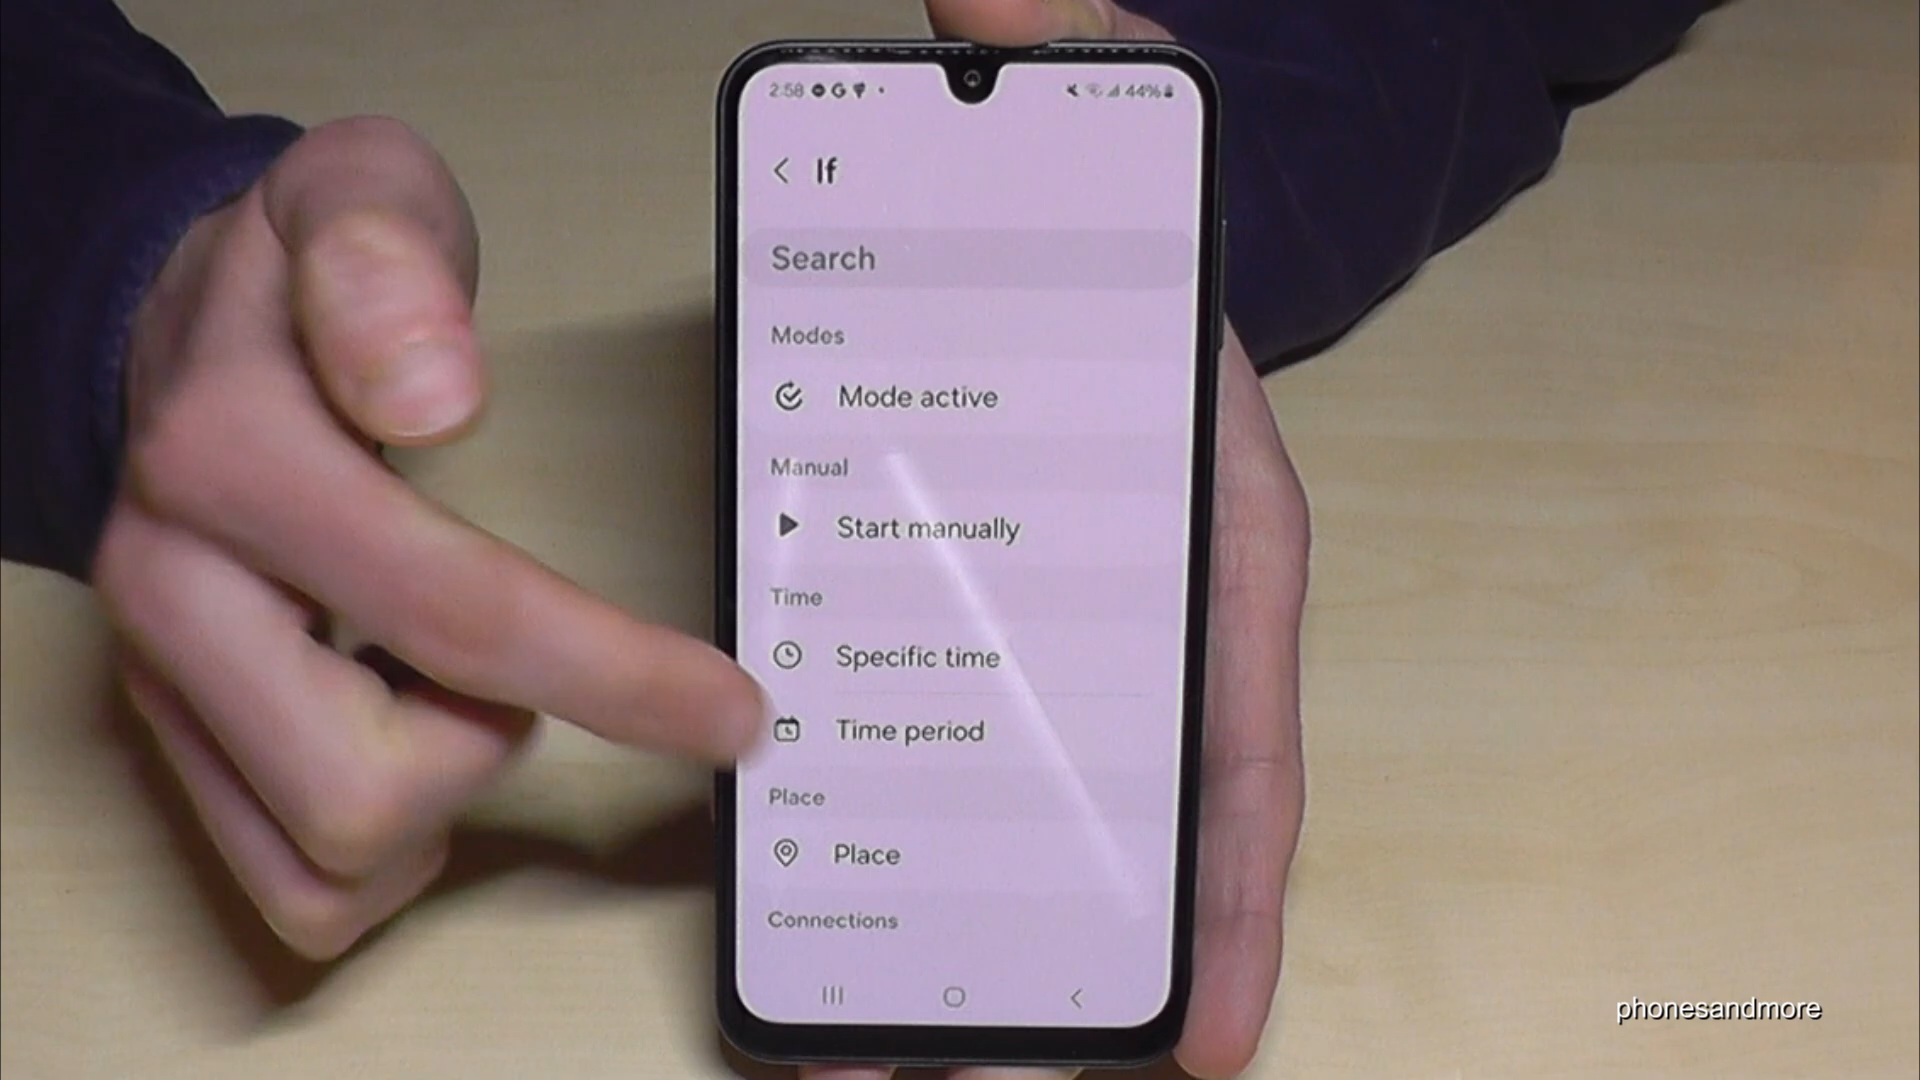 2:58 G
44%
If
Search
Modes
Mode active
Manual
Start manually
Time
Specific time
Time period
Place
Place
Connections
phonesandmore